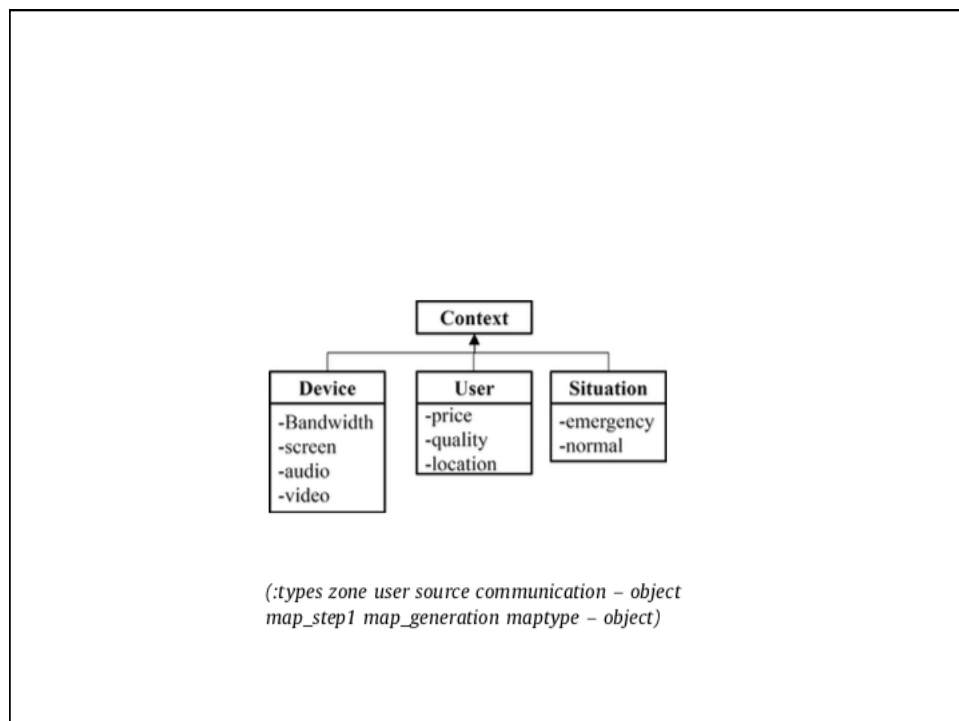 Context
Device
-Bandwidth
-screen
-audio
-video
User
-price
-quality
-location
Situation
-emergency
-normal
(:types zone user source communication – object
map_step1 map_generation maptype – object)